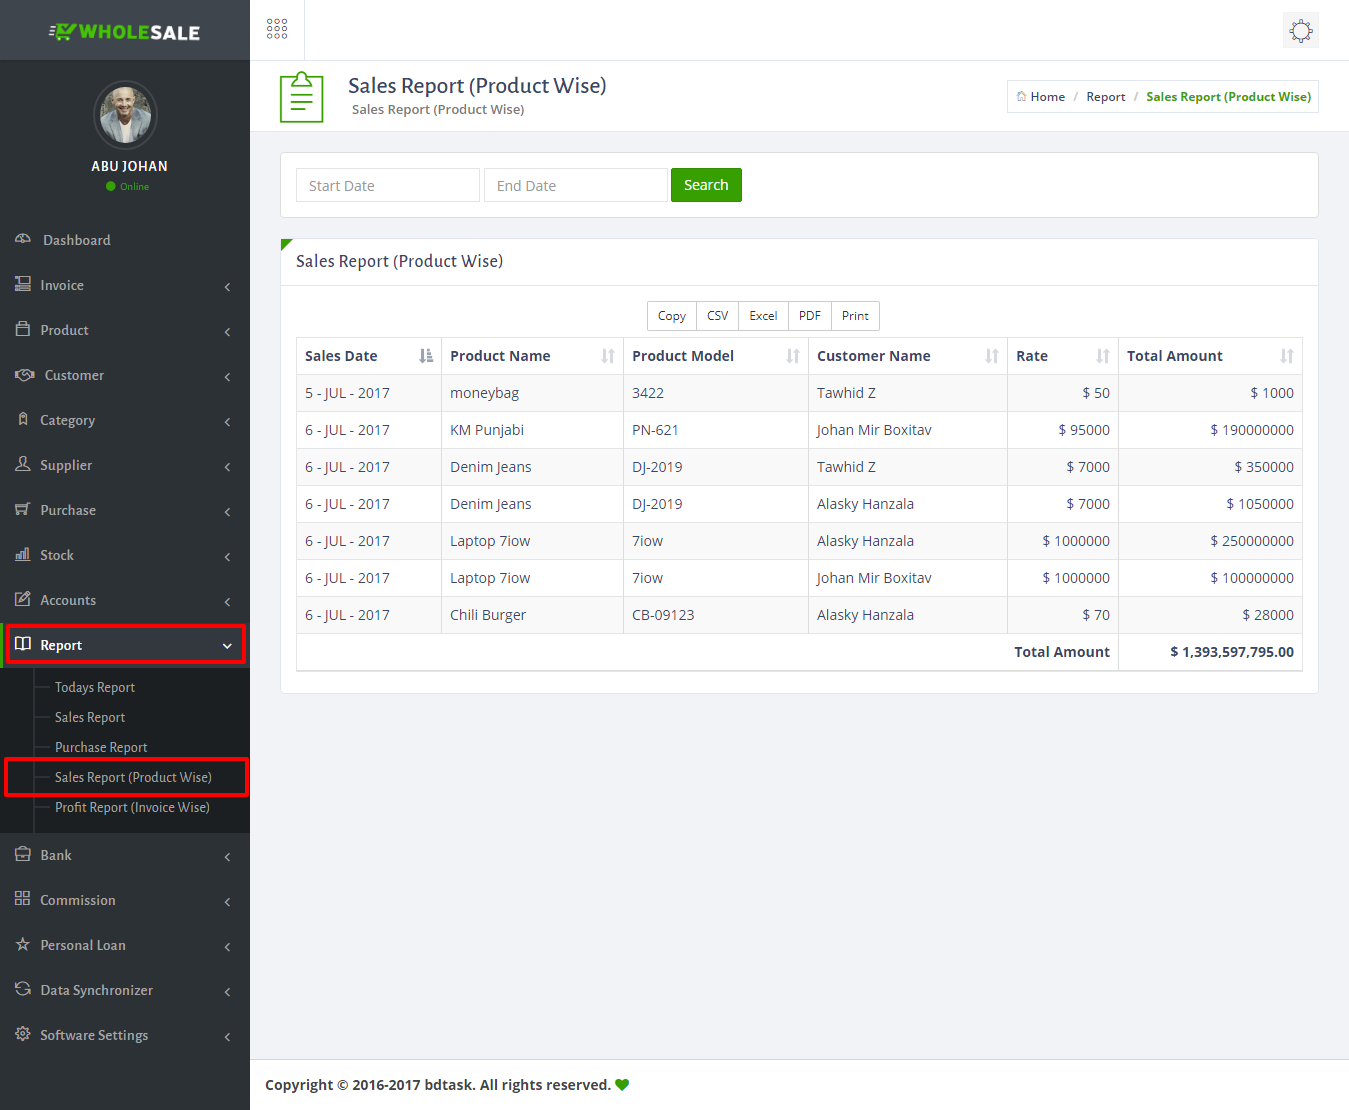 WHOLESALE
ABU JOHAN
Online
Dashboard
Invoice
Product
Customer
Category
Supplier
Purchase
Stock
Accounts
Report
Todays Report
Sales Report
Purchase Report
Sales Report (Product Wise)
Profit Report (Invoice Wise)
Bank
Commission
Personal Loan
Data Synchronizer
Software Settings
Sales Report (Product Wise)
Sales Report (Product Wise)
Home / Report / Sales Report (Product Wise)
Start Date End Date Search
Sales Report (Product Wise)
Copy CSV Excel PDF Print
Sales Date Product Name Product Model Customer Name Rate Total Amount
5 - JUL - 2017 moneybag 3422 Tawhid Z $ 50 $ 1000
6 - JUL - 2017 KM Punjabi PN-621 Johan Mir Boxitav $ 95000 $ 190000000
6 - JUL - 2017 Denim Jeans DJ-2019 Tawhid Z $ 7000 $ 350000
6 - JUL - 2017 Denim Jeans DJ-2019 Alasky Hanzala $ 7000 $ 1050000
6 - JUL - 2017 Laptop 7iow 7iow Alasky Hanzala $ 1000000 $ 250000000
6 - JUL - 2017 Laptop 7iow 7iow Johan Mir Boxitav $ 1000000 $ 100000000
6 - JUL - 2017 Chili Burger CB-09123 Alasky Hanzala $ 70 $ 28000
Total Amount $ 1,393,597,795.00
Copyright © 2016-2017 bdtask. All rights reserved.